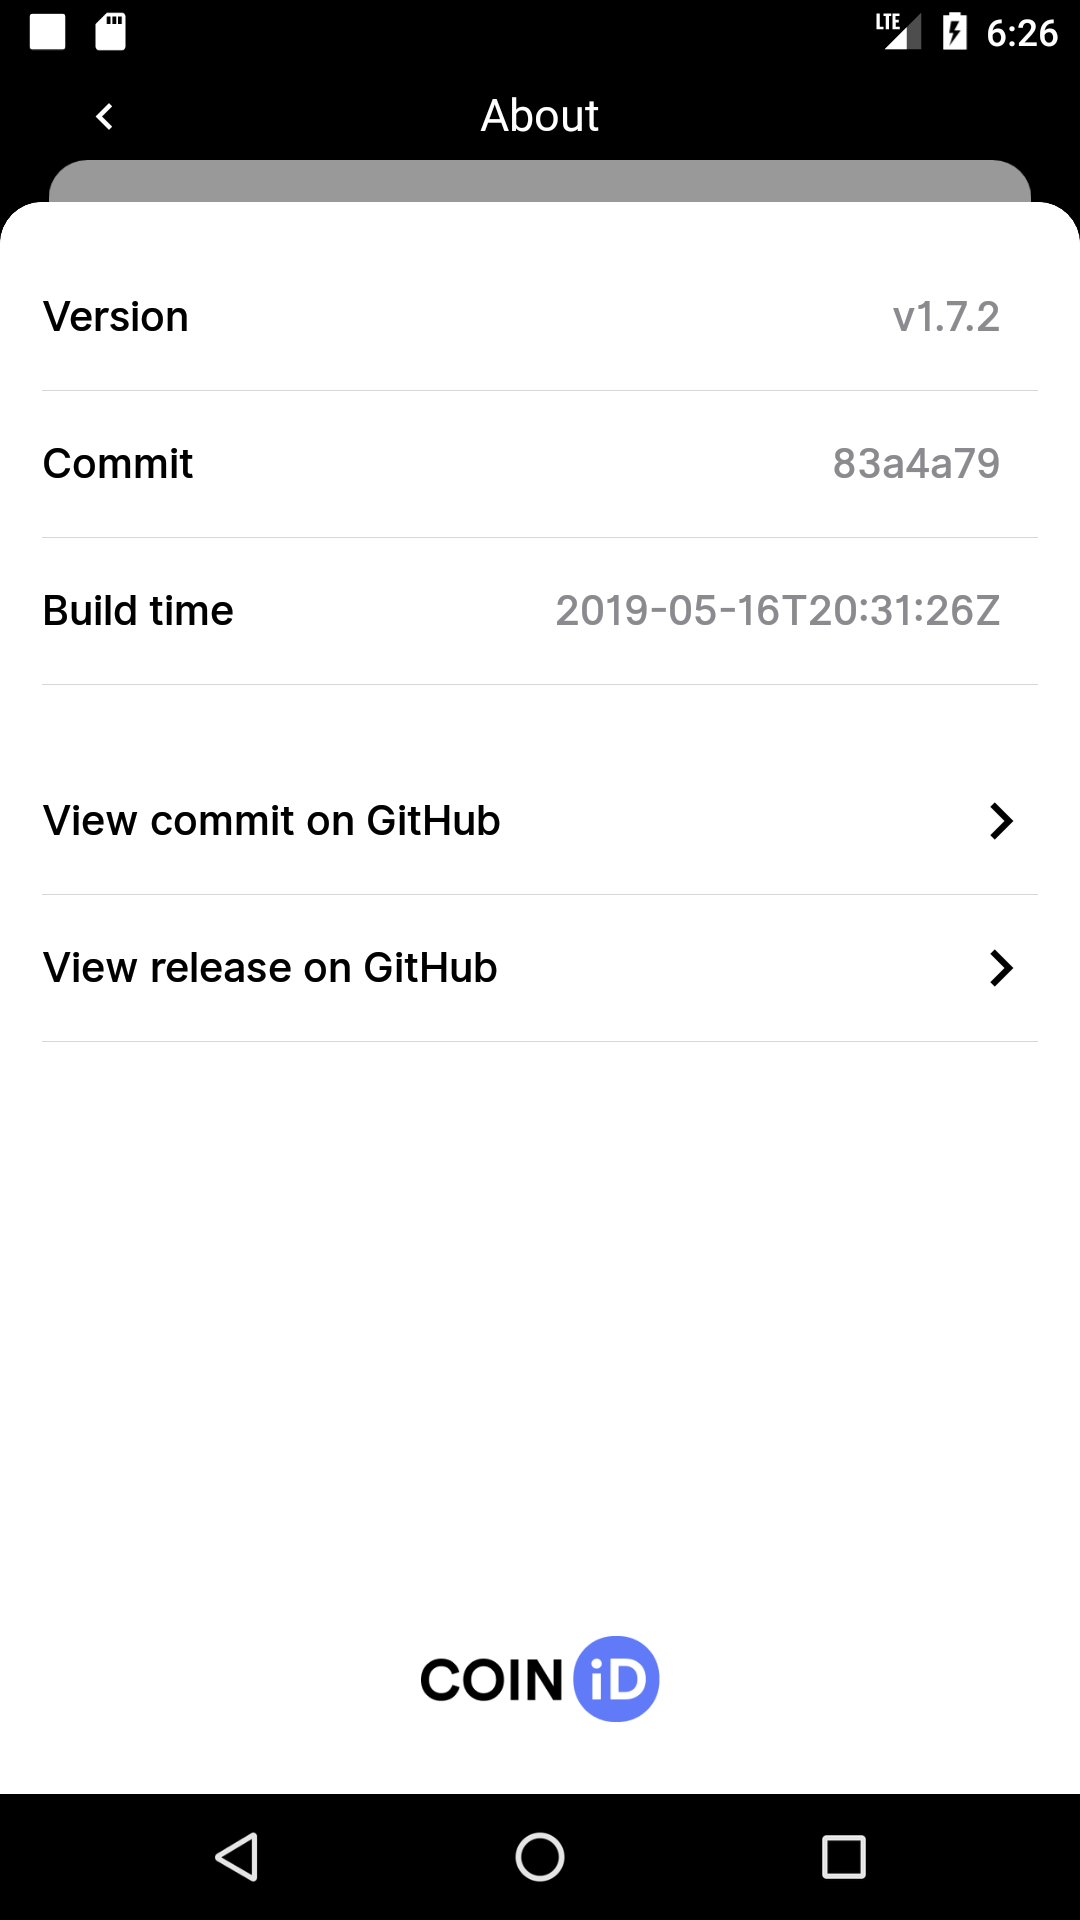 LTE 6:26
About
Version v1.7.2
Commit 83a4a79
Build time 2019-05-16T20:31:26Z
View commit on GitHub
View release on GitHub
COIN iD